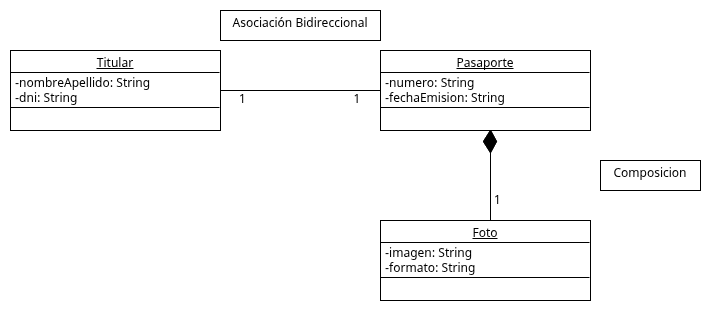 Asociación Bidireccional
Titular
-nombreApellido: String
-dni: String
1
1
Pasaporte
-numero: String
-fechaEmision: String
Composicion
1
Foto
-imagen: String
-formato: String